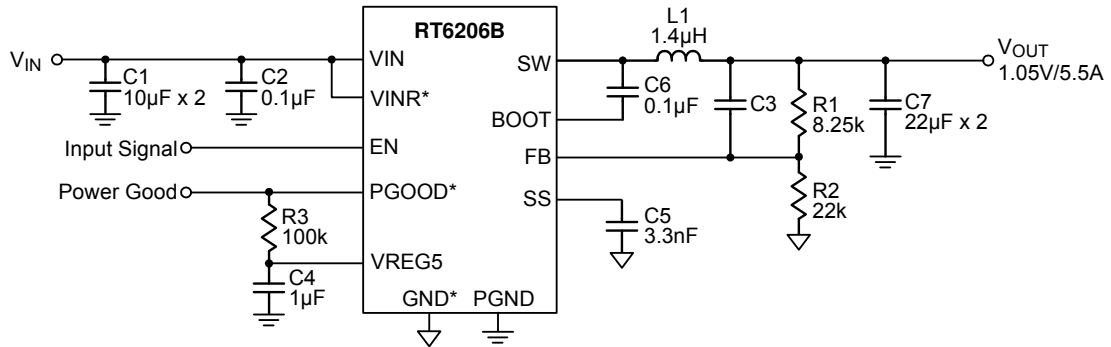 RT6206B
V_IN
C1
10µF x 2
C2
0.1µF
VIN
VINR*
Input Signal
EN
Power Good
PGOOD*
R3
100k
VREG5
C4
1µF
GND*
PGND
SW
BOOT
FB
SS
L1
1.4µH
C6
0.1µF
C3
R1
8.25k
C7
22µF x 2
V_OUT
1.05V/5.5A
R2
22k
C5
3.3nF